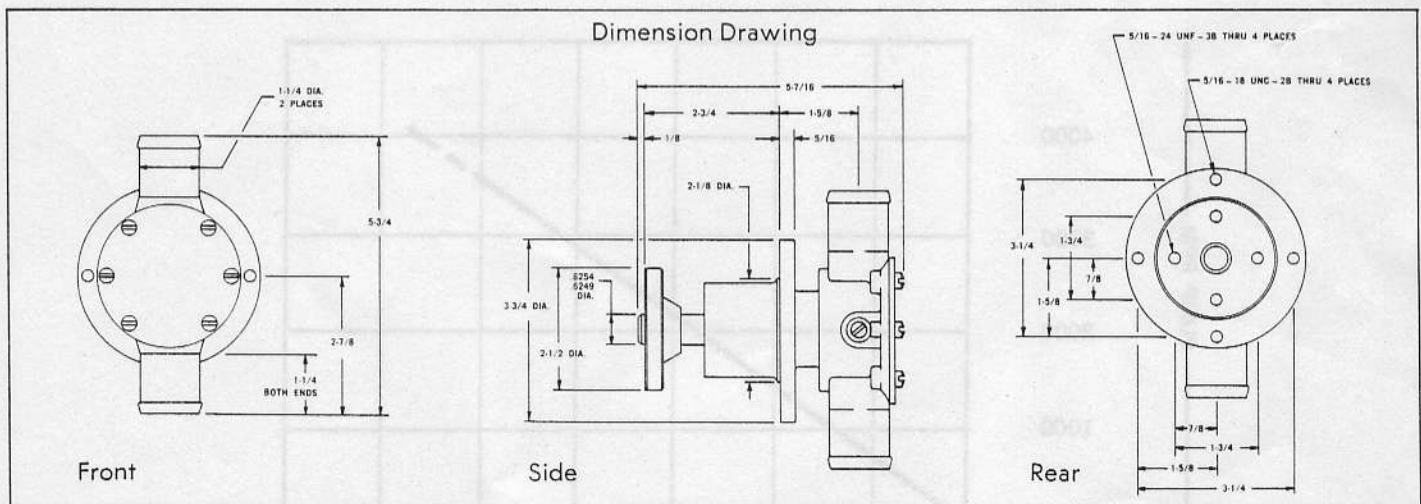 Dimension Drawing
1-1/4 DIA.
2 PLACES
5-3/4
2-7/8
1-1/4
BOTH ENDS
Front
5-7/16
2-3/4
1-5/8
1/8
5/16
2-1/8 DIA.
.6254
.6249
DIA.
3 3/4 DIA.
2-1/2 DIA.
Side
5/16-24 UNF-3B THRU 4 PLACES
5/16-18 UNC-2B THRU 4 PLACES
3-1/4
1-3/4
7/8
1-5/8
7/8
1-3/4
1-5/8
3-1/4
Rear
4000
1000